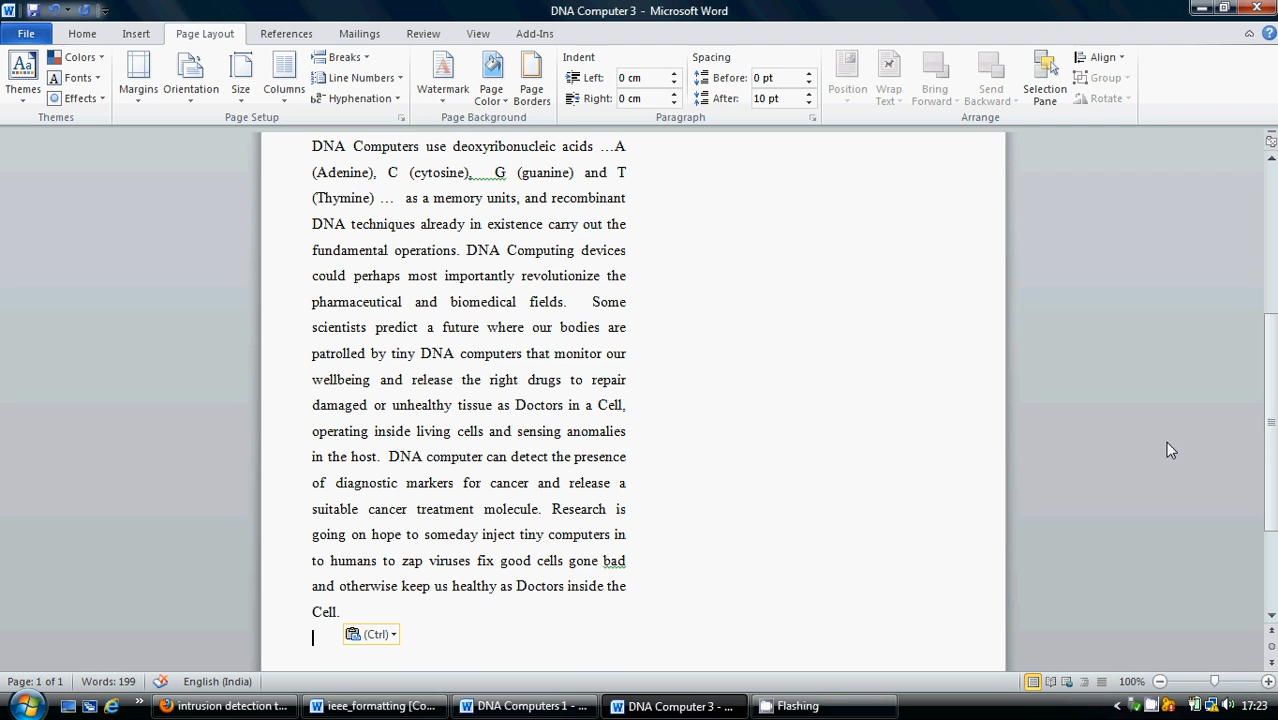 DNA Computer 3 - Microsoft Word
File Home Insert Page Layout References Mailings Review View Add-Ins
Themes
Colors
Fonts
Effects
Themes
Margins
Orientation
Size
Columns
Breaks
Line Numbers
Hyphenation
Page Setup
Watermark
Page Color
Page Borders
Page Background
Indent
Left: 0 cm
Right: 0 cm
Spacing
Before: 0 pt
After: 10 pt
Paragraph
Position
Wrap Text
Bring Forward
Send Backward
Selection Pane
Align
Group
Rotate
Arrange
DNA Computers use deoxyribonucleic acids …A
(Adenine), C (cytosine), G (guanine) and T
(Thymine) … as a memory units, and recombinant
DNA techniques already in existence carry out the
fundamental operations. DNA Computing devices
could perhaps most importantly revolutionize the
pharmaceutical and biomedical fields. Some
scientists predict a future where our bodies are
patrolled by tiny DNA computers that monitor our
wellbeing and release the right drugs to repair
damaged or unhealthy tissue as Doctors in a Cell,
operating inside living cells and sensing anomalies
in the host. DNA computer can detect the presence
of diagnostic markers for cancer and release a
suitable cancer treatment molecule. Research is
going on hope to someday inject tiny computers in
to humans to zap viruses fix good cells gone bad
and otherwise keep us healthy as Doctors inside the
Cell.
(Ctrl)
Page: 1 of 1 Words: 199 English (India) 100%
intrusion detection t... ieee_formatting [Co... DNA Computers 1 - ... DNA Computer 3 - ... Flashing 17:23